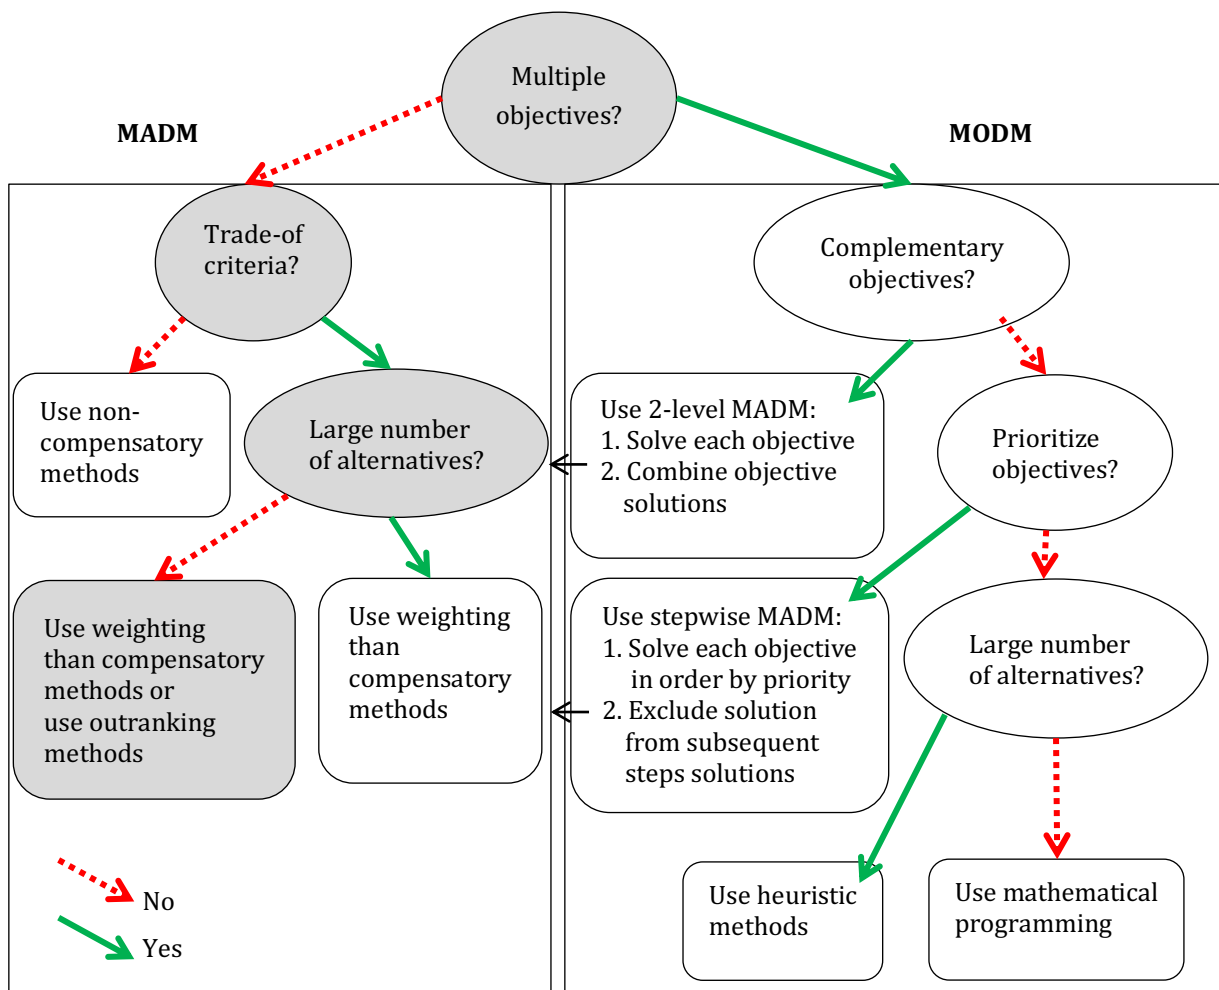 Multiple
objectives?
MADM
MODM
Trade-of
criteria?
Complementary
objectives?
Use non-
compensatory
methods
Large number
of alternatives?
Use 2-level MADM:
1. Solve each objective
2. Combine objective
solutions
Prioritize
objectives?
Use weighting
than compensatory
methods or
use outranking
methods
Use weighting
than
compensatory
methods
Use stepwise MADM:
1. Solve each objective
in order by priority
2. Exclude solution
from subsequent
steps solutions
Large number
of alternatives?
Use heuristic
methods
Use mathematical
programming
No
Yes